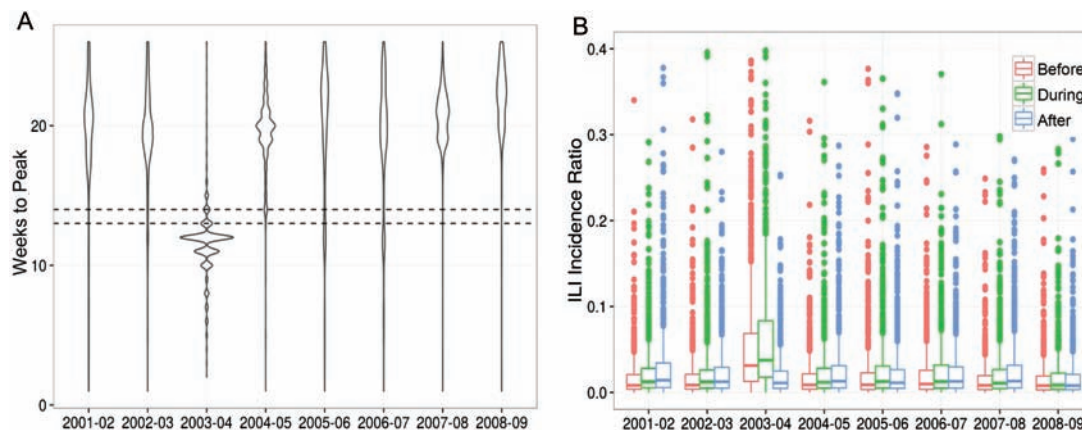 A
Weeks to Peak
20
10
0
2001-02 2002-03 2003-04 2004-05 2005-06 2006-07 2007-08 2008-09
B
ILI Incidence Ratio
0.4
0.3
0.2
0.1
0.0
Before
During
After
2001-02 2002-03 2003-04 2004-05 2005-06 2006-07 2007-08 2008-09